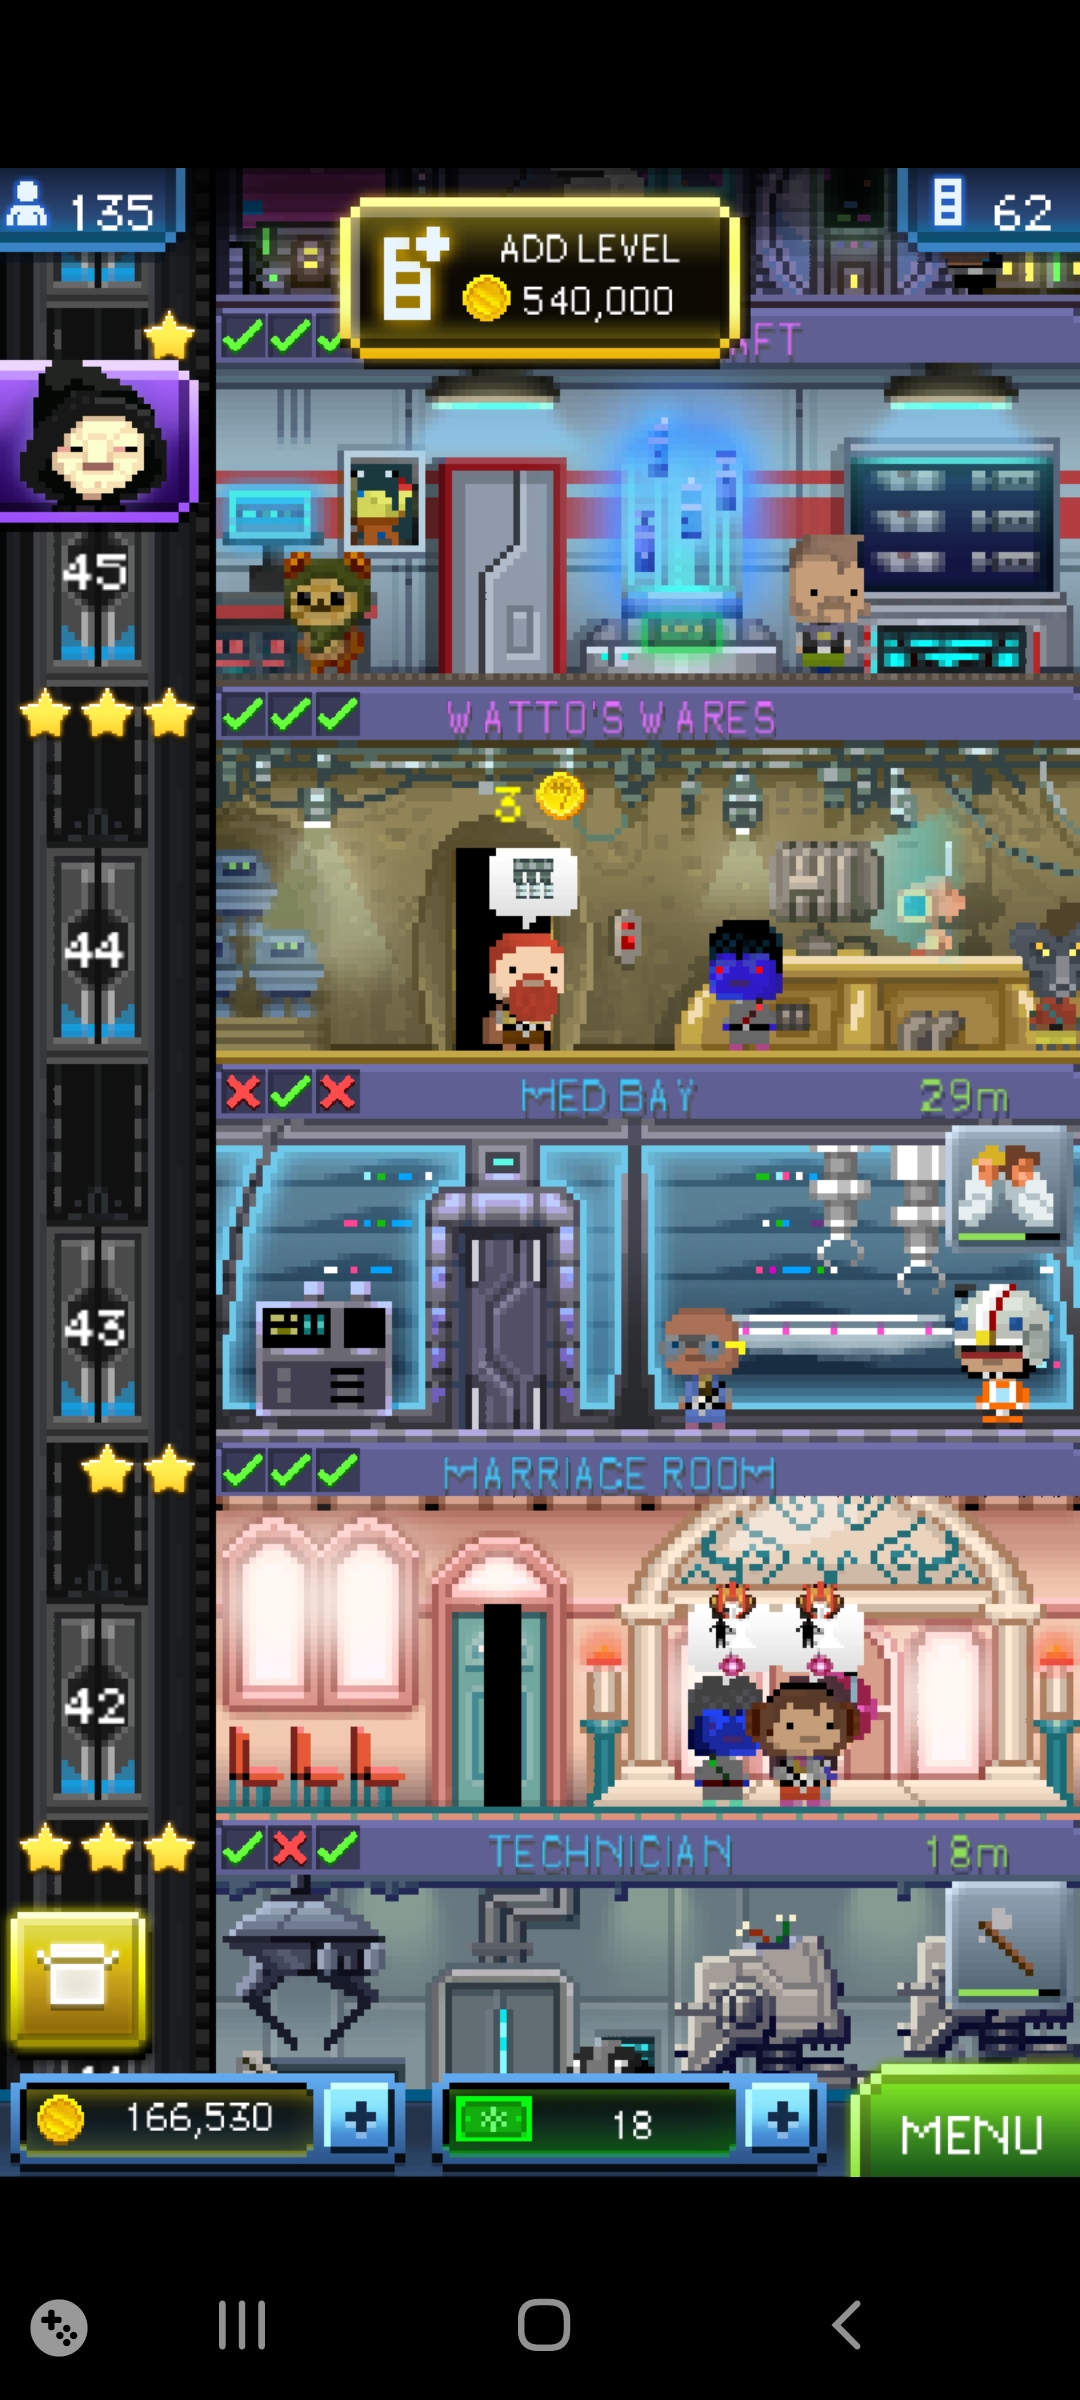 135
62
ADD LEVEL
540,000
45
WATTO'S WARES
3
44
MED BAY
29m
43
MARRIAGE ROOM
42
TECHNICIAN
18m
166,530
18
MENU